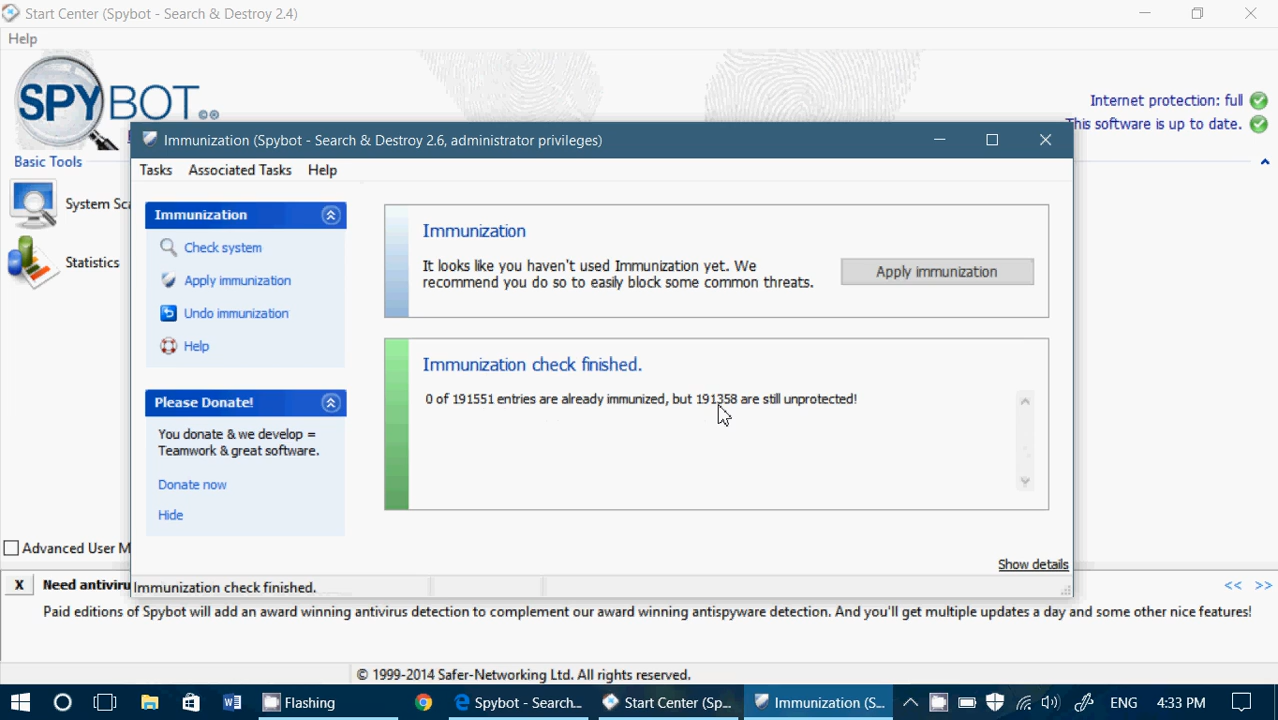 Start Center (Spybot - Search & Destroy 2.4)
Help
SPYBOT
Internet protection: full
This software is up to date.
Immunization (Spybot - Search & Destroy 2.6, administrator privileges)
Basic Tools
Tasks Associated Tasks Help
System Sca
Statistics
Immunization
Check system
Apply immunization
Undo immunization
Help
Please Donate!
You donate & we develop =
Teamwork & great software.
Donate now
Hide
Immunization
It looks like you haven't used Immunization yet. We
recommend you do so to easily block some common threats.
Apply immunization
Immunization check finished.
0 of 191551 entries are already immunized, but 191358 are still unprotected!
Show details
Advanced User M
Immunization check finished.
X Need antiviru
<< >>
Paid editions of Spybot will add an award winning antivirus detection to complement our award winning antispyware detection. And you'll get multiple updates a day and some other nice features!
© 1999-2014 Safer-Networking Ltd. All rights reserved.
Flashing Spybot - Search... Start Center (Sp... Immunization (S... ENG 4:33 PM